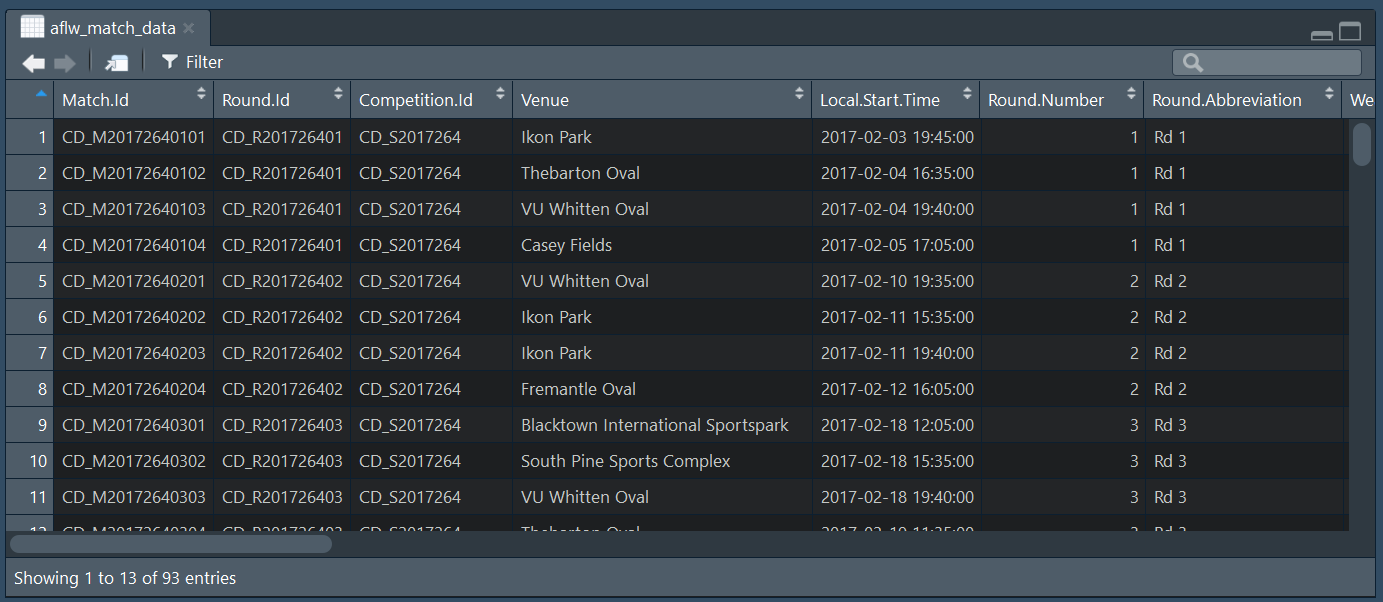 aflw_match_data
Filter
Match.Id Round.Id Competition.Id Venue Local.Start.Time Round.Number Round.Abbreviation We
1 CD_M20172640101 CD_R201726401 CD_S2017264 Ikon Park 2017-02-03 19:45:00 1 Rd 1
2 CD_M20172640102 CD_R201726401 CD_S2017264 Thebarton Oval 2017-02-04 16:35:00 1 Rd 1
3 CD_M20172640103 CD_R201726401 CD_S2017264 VU Whitten Oval 2017-02-04 19:40:00 1 Rd 1
4 CD_M20172640104 CD_R201726401 CD_S2017264 Casey Fields 2017-02-05 17:05:00 1 Rd 1
5 CD_M20172640201 CD_R201726402 CD_S2017264 VU Whitten Oval 2017-02-10 19:35:00 2 Rd 2
6 CD_M20172640202 CD_R201726402 CD_S2017264 Ikon Park 2017-02-11 15:35:00 2 Rd 2
7 CD_M20172640203 CD_R201726402 CD_S2017264 Ikon Park 2017-02-11 19:40:00 2 Rd 2
8 CD_M20172640204 CD_R201726402 CD_S2017264 Fremantle Oval 2017-02-12 16:05:00 2 Rd 2
9 CD_M20172640301 CD_R201726403 CD_S2017264 Blacktown International Sportspark 2017-02-18 12:05:00 3 Rd 3
10 CD_M20172640302 CD_R201726403 CD_S2017264 South Pine Sports Complex 2017-02-18 15:35:00 3 Rd 3
11 CD_M20172640303 CD_R201726403 CD_S2017264 VU Whitten Oval 2017-02-18 19:40:00 3 Rd 3
12 CD_M20172640304 CD_R201726403 CD_S2017264 Thebarton Oval 3 Rd 3
Showing 1 to 13 of 93 entries